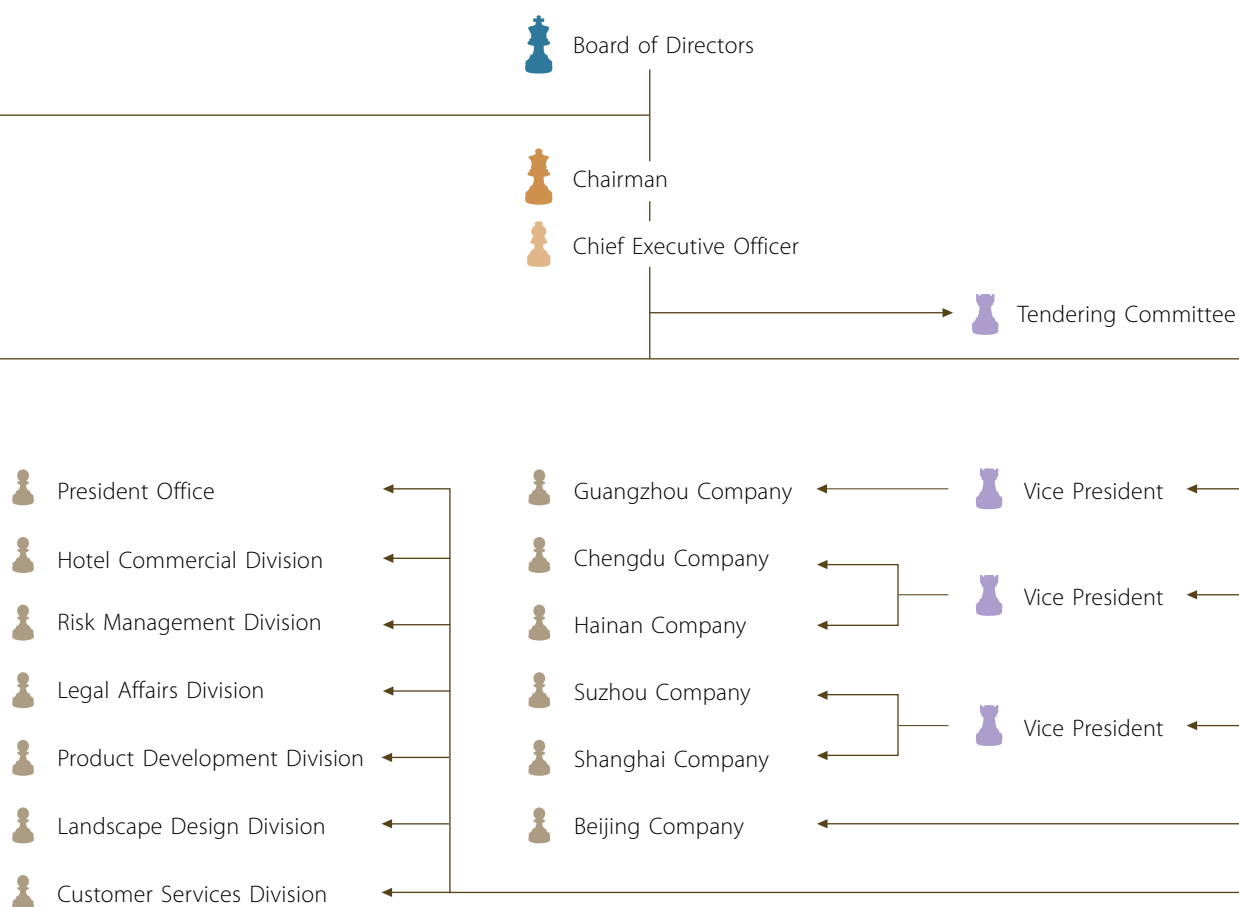 Board of Directors
Chairman
Chief Executive Officer
Tendering Committee
President Office
Hotel Commercial Division
Risk Management Division
Legal Affairs Division
Product Development Division
Landscape Design Division
Customer Services Division
Guangzhou Company
Chengdu Company
Hainan Company
Suzhou Company
Shanghai Company
Beijing Company
Vice President
Vice President
Vice President